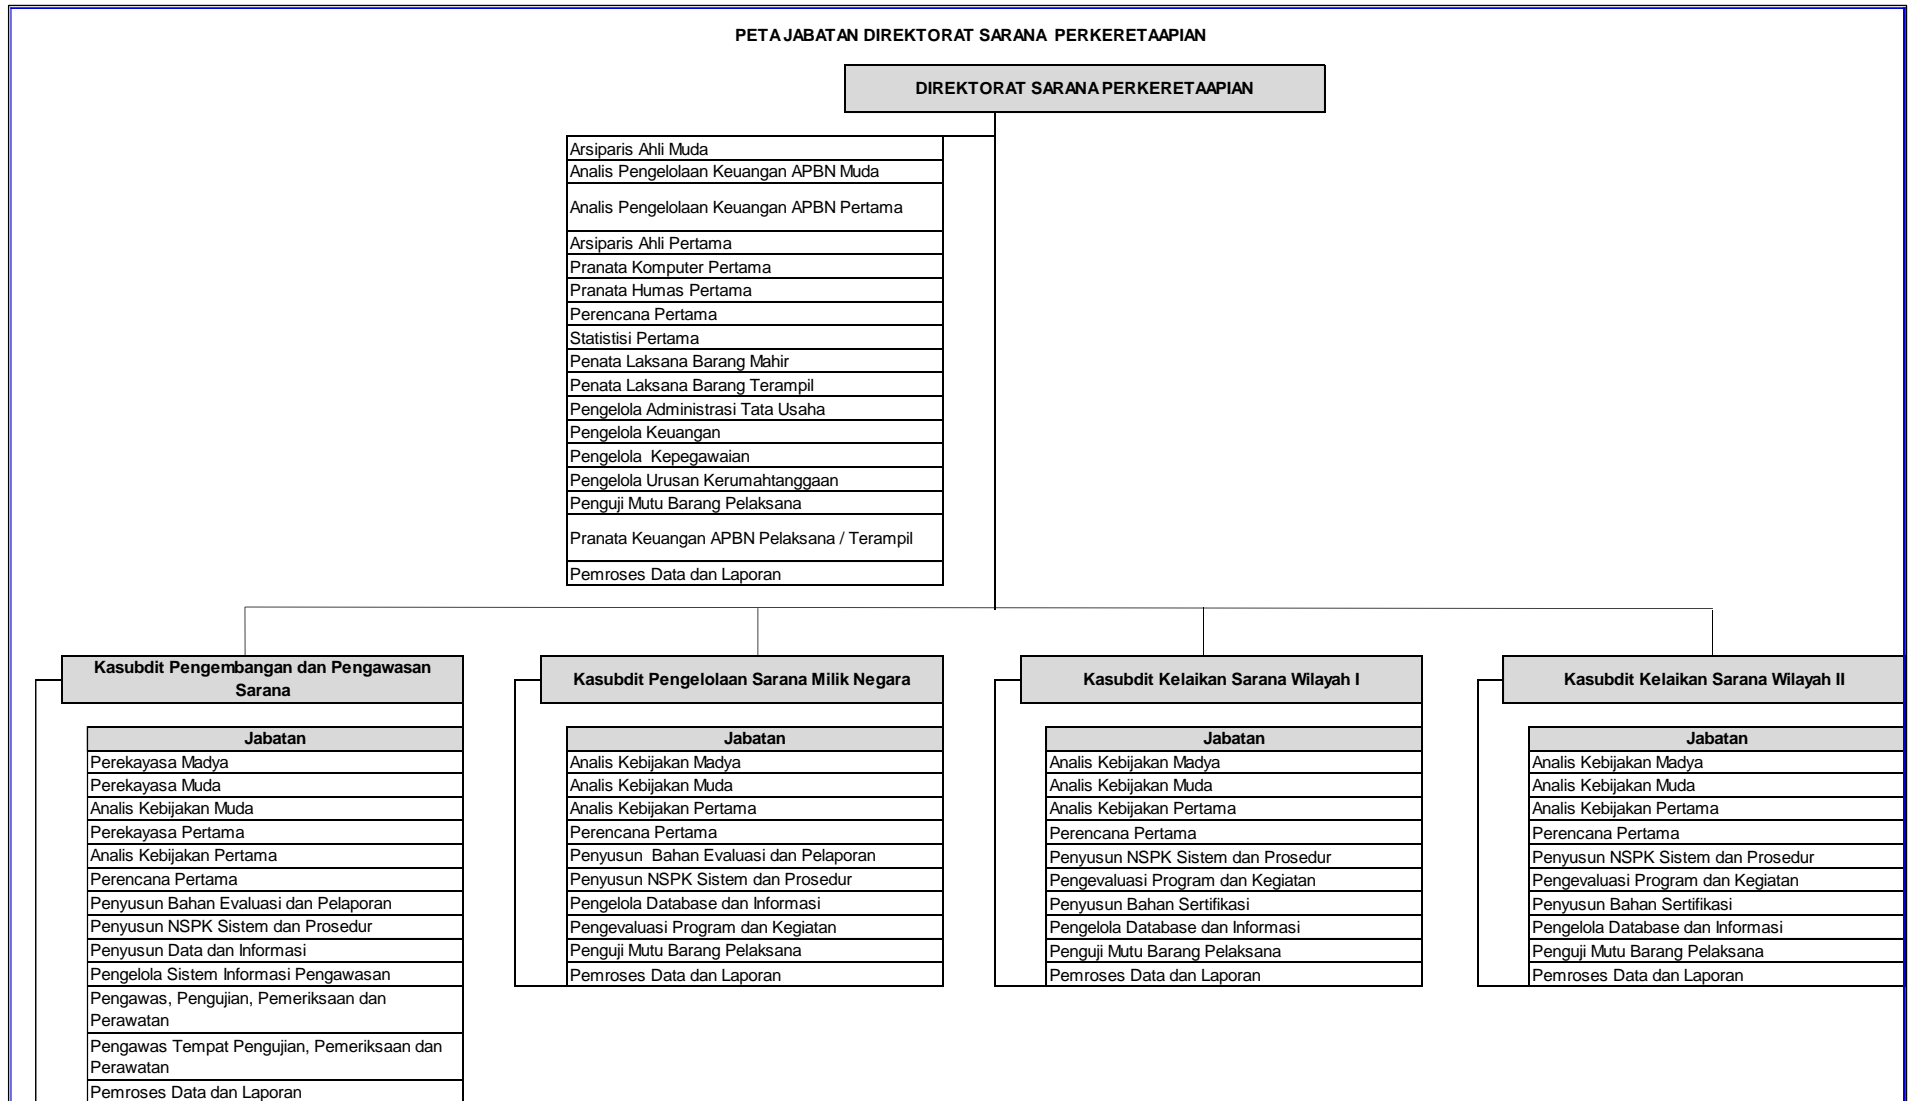 PETA JABATAN DIREKTORAT SARANA PERKERETAAPIAN
DIREKTORAT SARANA PERKERETAAPIAN
Arsiparis Ahli Muda
Analis Pengelolaan Keuangan APBN Muda
Analis Pengelolaan Keuangan APBN Pertama
Arsiparis Ahli Pertama
Pranata Komputer Pertama
Pranata Humas Pertama
Perencana Pertama
Statistisi Pertama
Penata Laksana Barang Mahir
Penata Laksana Barang Terampil
Pengelola Administrasi Tata Usaha
Pengelola Keuangan
Pengelola Kepegawaian
Pengelola Urusan Kerumahtanggaan
Penguji Mutu Barang Pelaksana
Pranata Keuangan APBN Pelaksana / Terampil
Pemroses Data dan Laporan
Kasubdit Pengembangan dan Pengawasan
Sarana
Jabatan
Perekayasa Madya
Perekayasa Muda
Analis Kebijakan Muda
Perekayasa Pertama
Analis Kebijakan Pertama
Perencana Pertama
Penyusun Bahan Evaluasi dan Pelaporan
Penyusun NSPK Sistem dan Prosedur
Penyusun Data dan Informasi
Pengelola Sistem Informasi Pengawasan
Pengawas, Pengujian, Pemeriksaan dan
Perawatan
Pengawas Tempat Pengujian, Pemeriksaan dan
Perawatan
Pemroses Data dan Laporan
Kasubdit Pengelolaan Sarana Milik Negara
Jabatan
Analis Kebijakan Madya
Analis Kebijakan Muda
Analis Kebijakan Pertama
Perencana Pertama
Penyusun Bahan Evaluasi dan Pelaporan
Penyusun NSPK Sistem dan Prosedur
Pengelola Database dan Informasi
Pengevaluasi Program dan Kegiatan
Penguji Mutu Barang Pelaksana
Pemroses Data dan Laporan
Kasubdit Kelaikan Sarana Wilayah I
Jabatan
Analis Kebijakan Madya
Analis Kebijakan Muda
Analis Kebijakan Pertama
Perencana Pertama
Penyusun NSPK Sistem dan Prosedur
Pengevaluasi Program dan Kegiatan
Penyusun Bahan Sertifikasi
Pengelola Database dan Informasi
Penguji Mutu Barang Pelaksana
Pemroses Data dan Laporan
Kasubdit Kelaikan Sarana Wilayah II
Jabatan
Analis Kebijakan Madya
Analis Kebijakan Muda
Analis Kebijakan Pertama
Perencana Pertama
Penyusun NSPK Sistem dan Prosedur
Pengevaluasi Program dan Kegiatan
Penyusun Bahan Sertifikasi
Pengelola Database dan Informasi
Penguji Mutu Barang Pelaksana
Pemroses Data dan Laporan